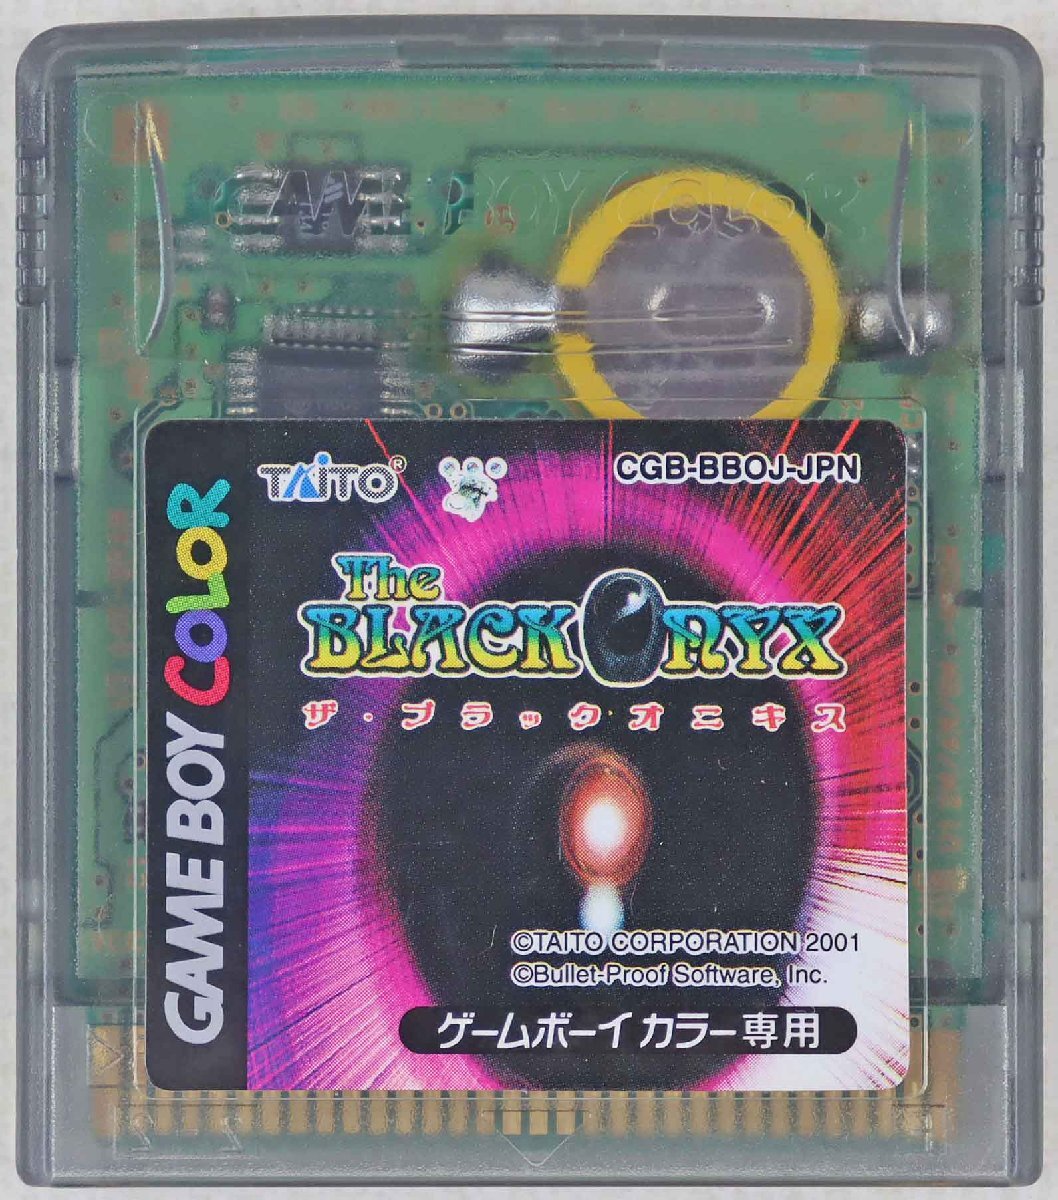 GAME BOY COLOR
TAITO®
CGB-BBOJ-JPN
The
BLACK ONYX
ザ・ブラックオニキス
©TAITO CORPORATION 2001
©Bullet-Proof Software, Inc.
ゲームボーイ カラー専用
GAME BOY COLOR